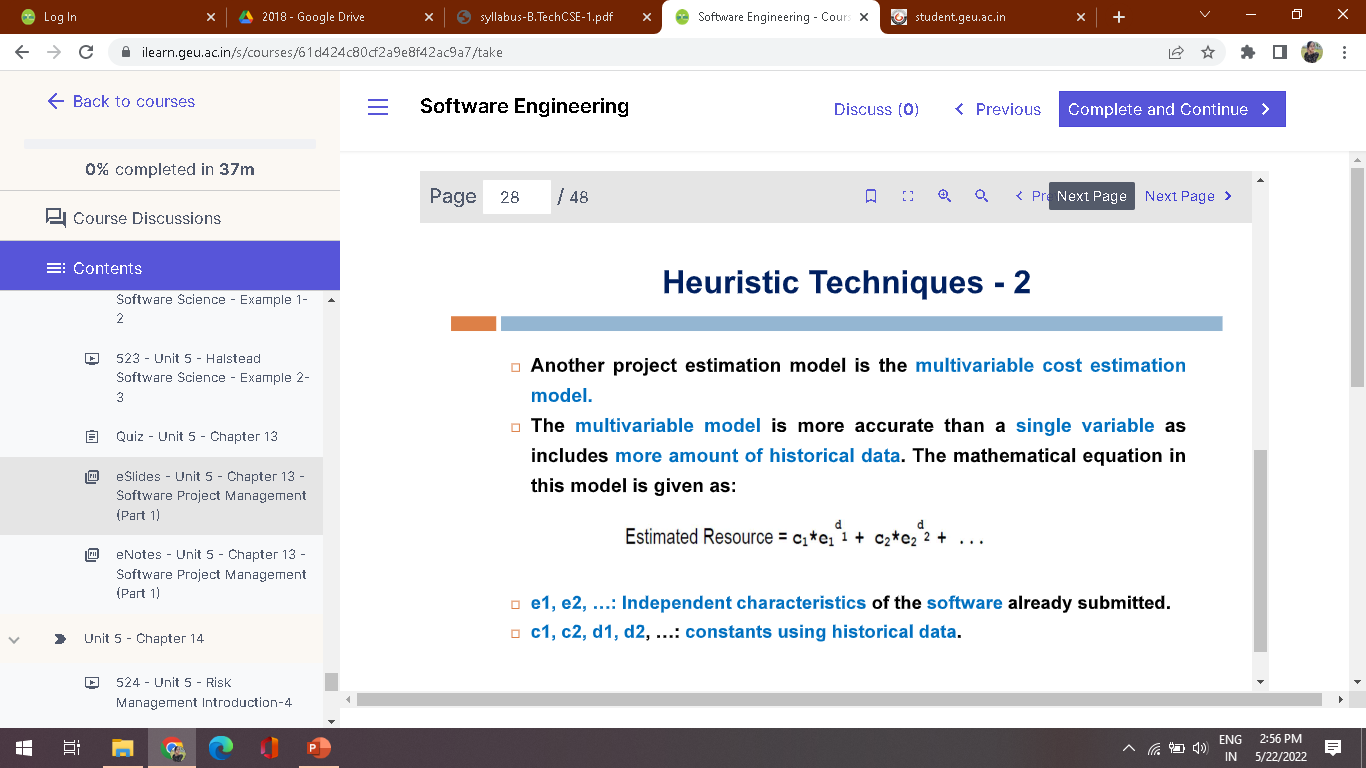 Log In
2018 - Google Drive
syllabus-B.TechCSE-1.pdf
Software Engineering - Cour
student.geu.ac.in
ilearn.geu.ac.in/s/courses/61d424c80cf2a9e8f42ac9a7/take
Back to courses
0% completed in 37m
Course Discussions
Contents
Software Science - Example 1-
2
523 - Unit 5 - Halstead
Software Science - Example 2-
3
Quiz - Unit 5 - Chapter 13
eSlides - Unit 5 - Chapter 13 -
Software Project Management
(Part 1)
eNotes - Unit 5 - Chapter 13 -
Software Project Management
(Part 1)
Unit 5 - Chapter 14
524 - Unit 5 - Risk
Management Introduction-4
Software Engineering
Discuss (0)
Previous
Complete and Continue
Page 28 / 48
Pre
Next Page
Next Page
Heuristic Techniques - 2
Another project estimation model is the multivariable cost estimation
model.
The multivariable model is more accurate than a single variable as
includes more amount of historical data. The mathematical equation in
this model is given as:
Estimated Resource = c₁*e₁ᵈ₁ + c₂*e₂ᵈ₂ + ...
e1, e2, …: Independent characteristics of the software already submitted.
c1, c2, d1, d2, …: constants using historical data.
ENG
IN
2:56 PM
5/22/2022